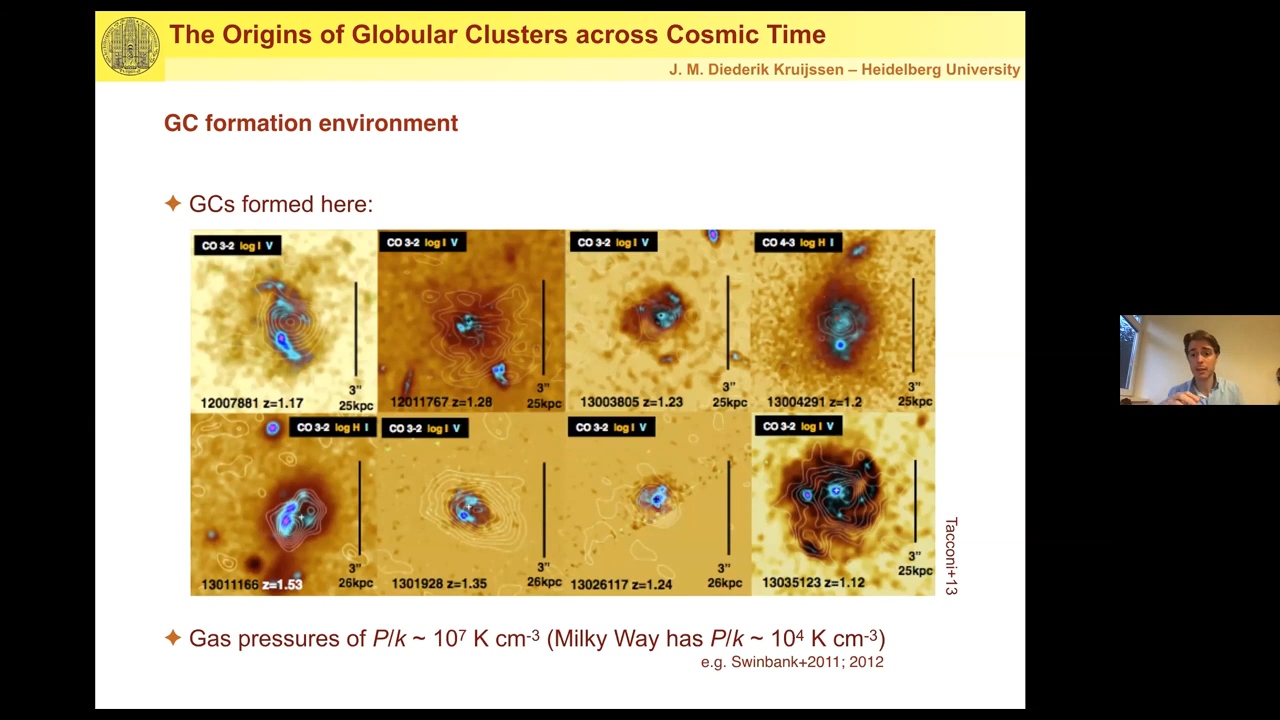 The Origins of Globular Clusters across Cosmic Time
J. M. Diederik Kruijssen – Heidelberg University
GC formation environment
✦ GCs formed here:
CO 3-2 log I V
CO 3-2 log I V
CO 3-2 log I V
CO 4-3 log H I
3”
25kpc
12007881 z=1.17
3”
25kpc
12011767 z=1.28
3”
25kpc
13003805 z=1.23
3”
25kpc
13004291 z=1.2
CO 3-2 log H I
CO 3-2 log I V
CO 3-2 log I V
CO 3-2 log I V
3”
26kpc
13011166 z=1.53
3”
26kpc
1301928 z=1.35
3”
26kpc
13026117 z=1.24
3”
25kpc
13035123 z=1.12
Tacconi+13
✦ Gas pressures of P/k ~ 10⁷ K cm⁻³ (Milky Way has P/k ~ 10⁴ K cm⁻³)
e.g. Swinbank+2011; 2012